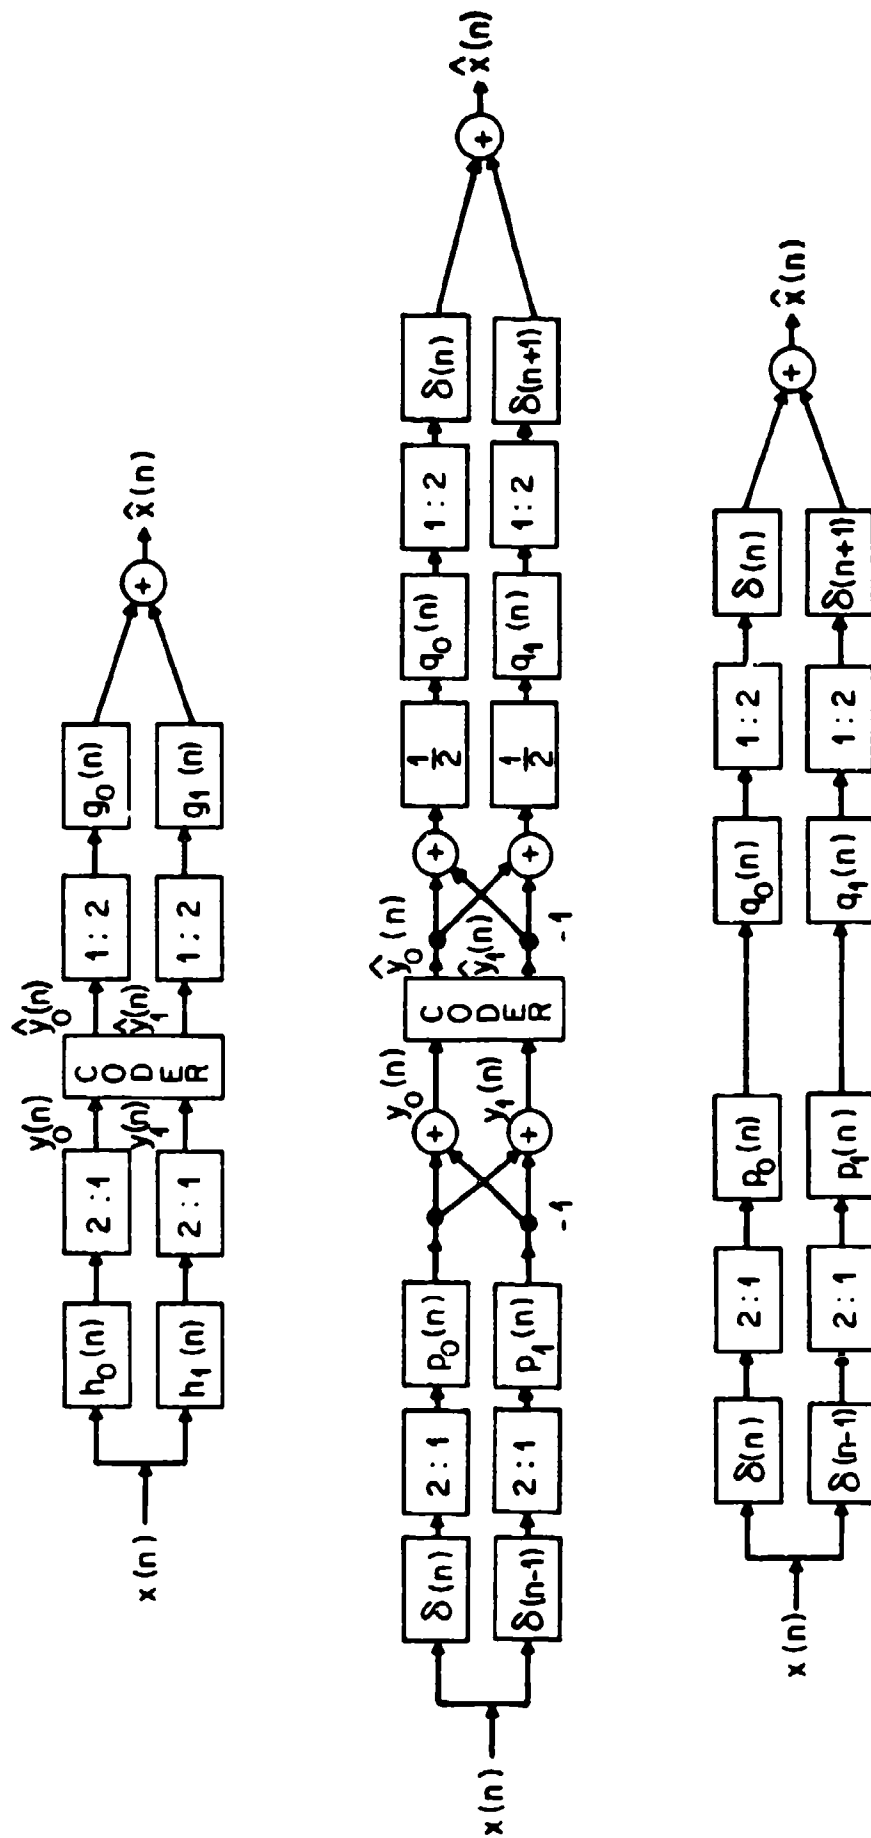 x(n)
h0(n)
2:1
y0(n)
h1(n)
2:1
y1(n)
CODER
ŷ0(n)
1:2
g0(n)
ŷ1(n)
1:2
g1(n)
+
x̂(n)
x(n)
δ(n)
2:1
p0(n)
+
y0(n)
δ(n-1)
2:1
p1(n)
-1
+
y1(n)
CODER
ŷ0(n)
+
1/2
q0(n)
1:2
δ(n)
ŷ1(n)
-1
+
1/2
q1(n)
1:2
δ(n+1)
+
x̂(n)
x(n)
δ(n)
2:1
p0(n)
q0(n)
1:2
δ(n)
δ(n-1)
2:1
p1(n)
q1(n)
1:2
δ(n+1)
+
x̂(n)